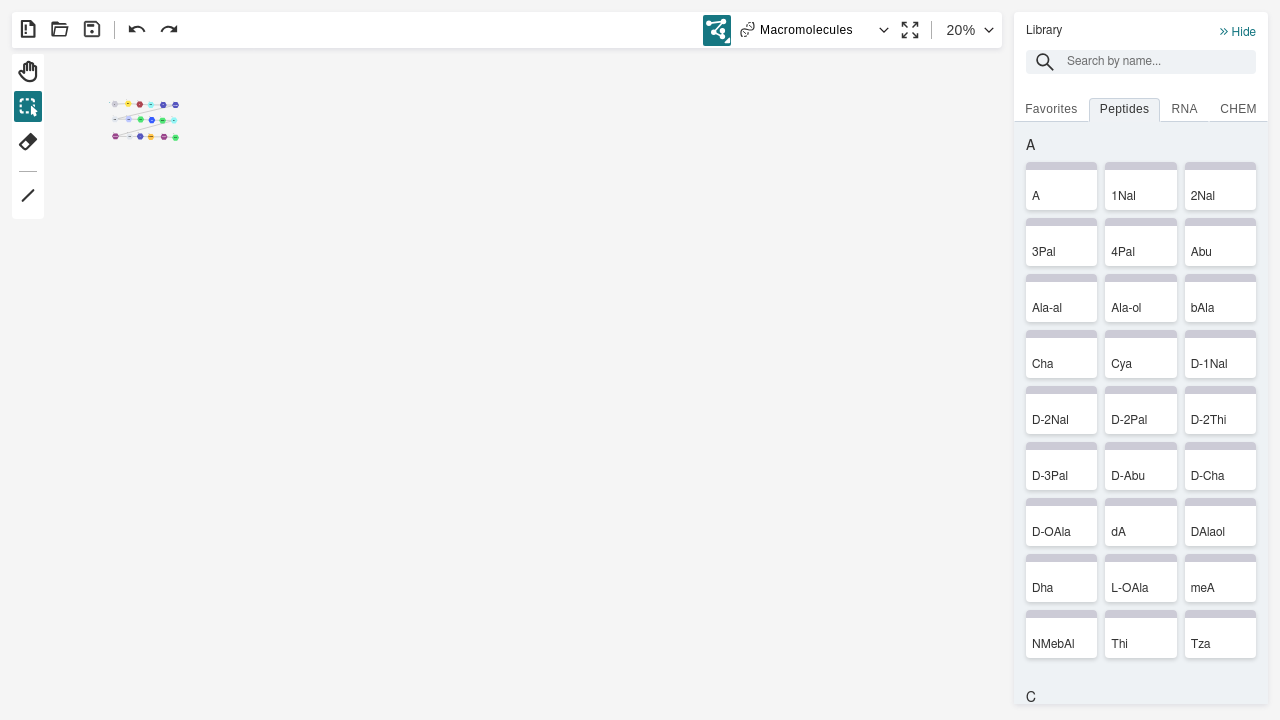 Macromolecules
20%
Library
Hide
Search by name...
Favorites Peptides RNA CHEM
A
A 1Nal 2Nal
3Pal 4Pal Abu
Ala-al Ala-ol bAla
Cha Cya D-1Nal
D-2Nal D-2Pal D-2Thi
D-3Pal D-Abu D-Cha
D-OAla dA DAlaol
Dha L-OAla meA
NMebAl Thi Tza
C